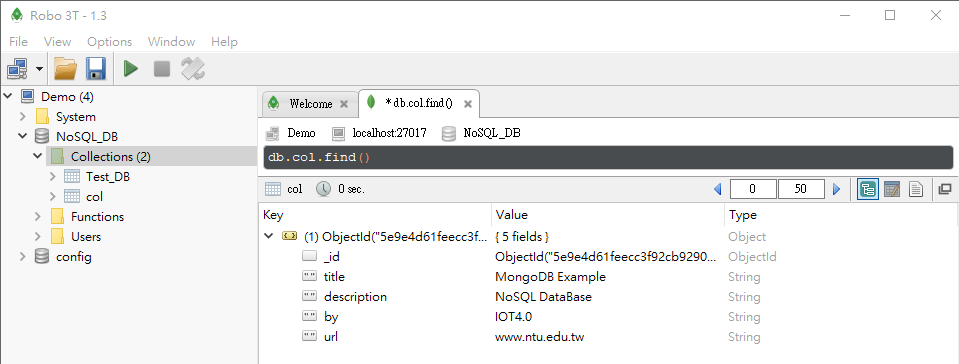 Robo 3T - 1.3
File View Options Window Help
Demo (4)
System
NoSQL_DB
Collections (2)
Test_DB
col
Functions
Users
config
Welcome
* db.col.find()
Demo localhost:27017 NoSQL_DB
db.col.find()
col 0 sec. 0 50
Key Value Type
(1) ObjectId("5e9e4d61feecc3f... { 5 fields } Object
_id ObjectId("5e9e4d61feecc3f92cb9290... ObjectId
title MongoDB Example String
description NoSQL DataBase String
by IOT4.0 String
url www.ntu.edu.tw String